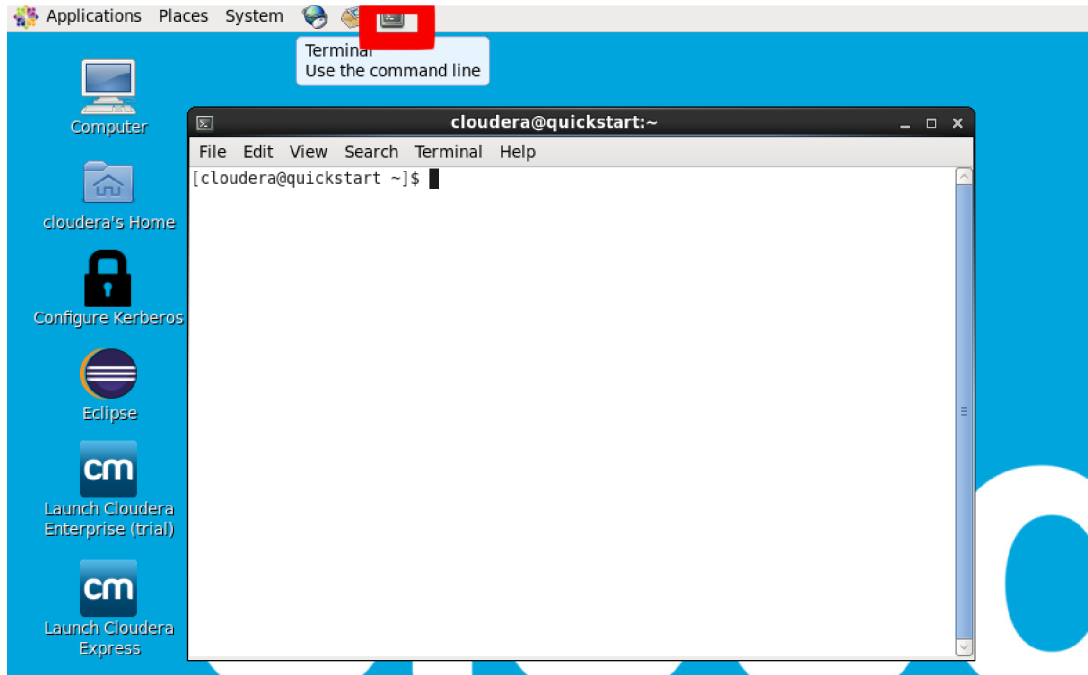 Applications Places System
Terminal
Use the command line
Computer
cloudera's Home
Configure Kerberos
Eclipse
cm
Launch Cloudera
Enterprise (trial)
cm
Launch Cloudera
Express
cloudera@quickstart:~
File Edit View Search Terminal Help
[cloudera@quickstart ~]$